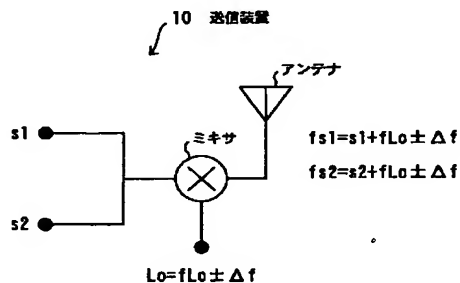 10 送信装置
アンテナ
s1
ミキサ
fs1=s1+fLo±Δf
fs2=s2+fLo±Δf
s2
Lo=fLo±Δf